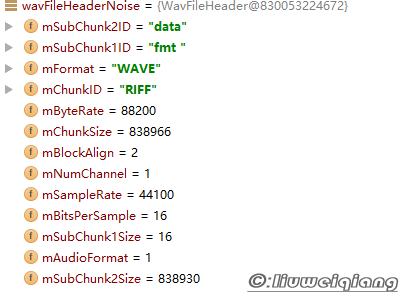 wavFileHeaderNoise = {WavFileHeader@830053224672}
f mSubChunk2ID = "data"
f mSubChunk1ID = "fmt "
f mFormat = "WAVE"
f mChunkID = "RIFF"
f mByteRate = 88200
f mChunkSize = 838966
f mBlockAlign = 2
f mNumChannel = 1
f mSampleRate = 44100
f mBitsPerSample = 16
f mSubChunk1Size = 16
f mAudioFormat = 1
f mSubChunk2Size = 838930
©:liuweiqiang